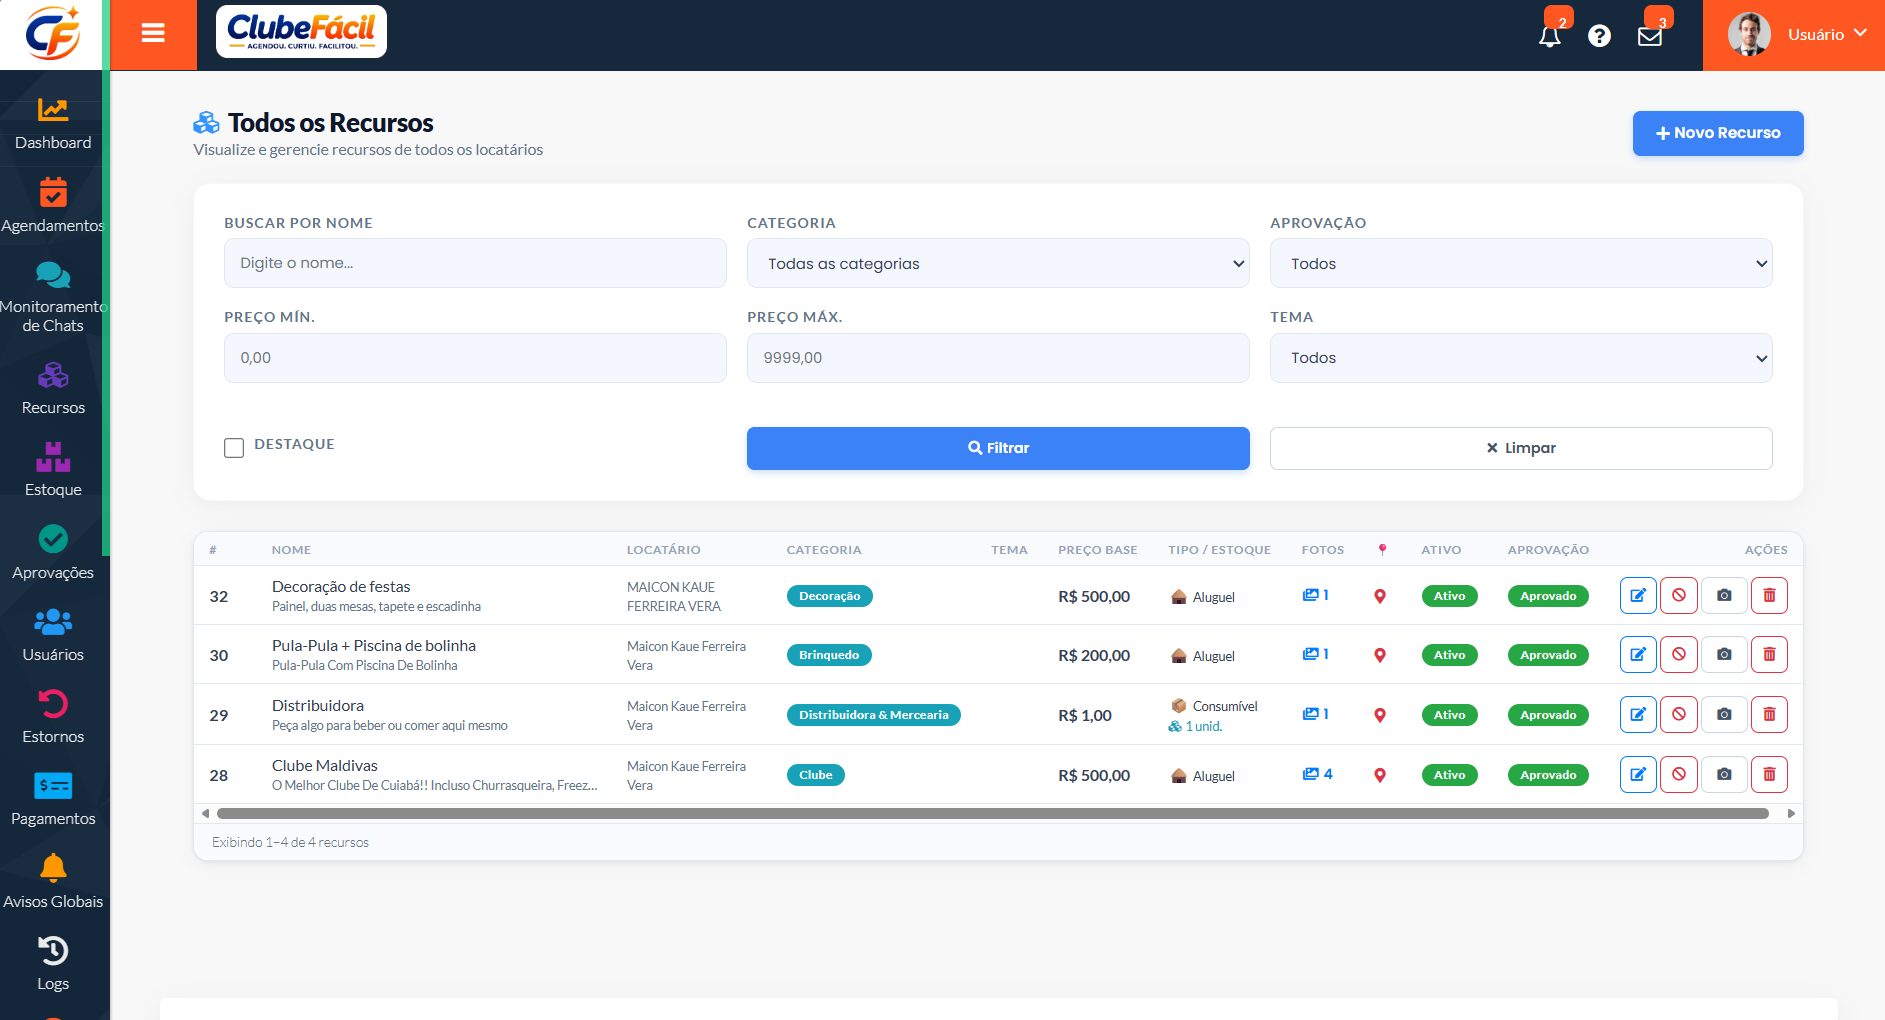 CF
ClubeFácil
AGENDOU. CURTIU. FACILITOU.
2
3
Usuário
Dashboard
Agendamentos
Monitoramento
de Chats
Recursos
Estoque
Aprovações
Usuários
Estornos
Pagamentos
Avisos Globais
Logs
Todos os Recursos
Visualize e gerencie recursos de todos os locatários
+ Novo Recurso
BUSCAR POR NOME
CATEGORIA
APROVAÇÃO
Digite o nome...
Todas as categorias
Todos
PREÇO MÍN.
PREÇO MÁX.
TEMA
0,00
9999,00
Todos
DESTAQUE
Filtrar
Limpar
# NOME LOCATÁRIO CATEGORIA TEMA PREÇO BASE TIPO / ESTOQUE FOTOS ATIVO APROVAÇÃO AÇÕES
32 Decoração de festas MAICON KAUE Decoração R$ 500,00 Aluguel 1 Ativo Aprovado
Painel, duas mesas, tapete e escadinha FERREIRA VERA
30 Pula-Pula + Piscina de bolinha Maicon Kaue Ferreira Brinquedo R$ 200,00 Aluguel 1 Ativo Aprovado
Pula-Pula Com Piscina De Bolinha Vera
29 Distribuidora Maicon Kaue Ferreira Distribuidora & Mercearia R$ 1,00 Consumível 1 Ativo Aprovado
Peça algo para beber ou comer aqui mesmo Vera 1 unid.
28 Clube Maldivas Maicon Kaue Ferreira Clube R$ 500,00 Aluguel 4 Ativo Aprovado
O Melhor Clube De Cuiabá!! Incluso Churrasqueira, Freez... Vera
Exibindo 1–4 de 4 recursos